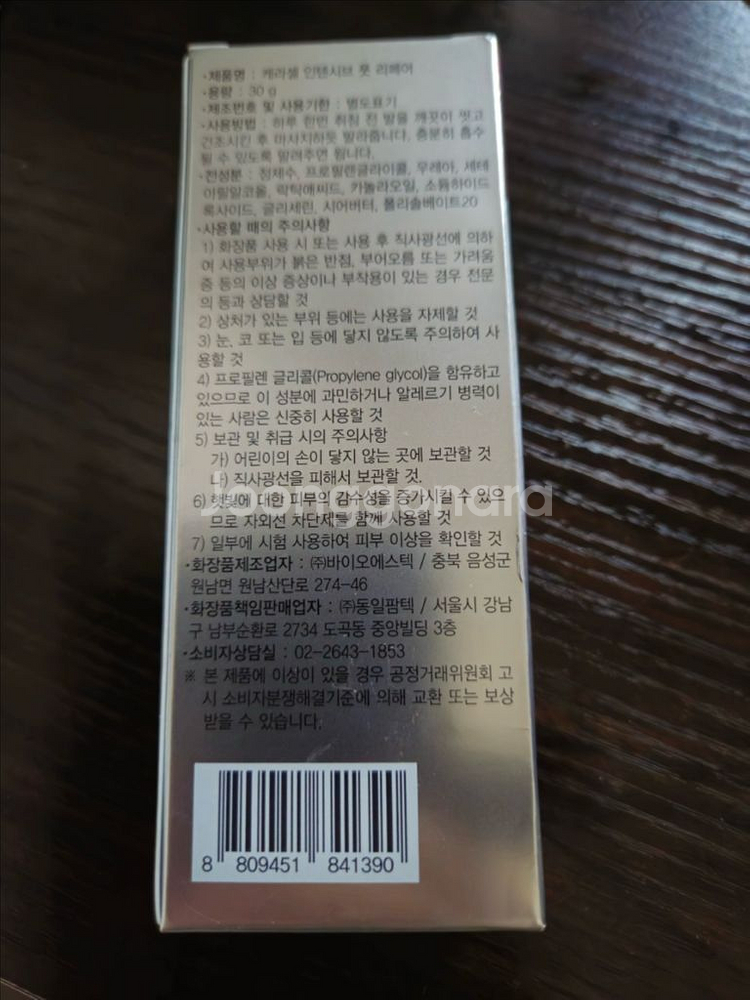 •제품명 : 케라셀 인텐시브 풋 리페어
•용량 : 30 g
•제조번호 및 사용기한 : 별도표기
•사용방법 : 하루 한번 취침 전 발을 깨끗이 씻고
건조시킨 후 마사지하듯 발라줍니다. 충분히 흡수
될 수 있도록 발려주면 됩니다.
•전성분 : 정제수, 프로필렌글라이콜, 우레아, 세테
아릴알코올, 락틱애씨드, 카놀라오일, 소듐하이드
록사이드, 글리세린, 시어버터, 폴리솔베이트20
•사용할 때의 주의사항
1) 화장품 사용 시 또는 사용 후 직사광선에 의하
여 사용부위가 붉은 반점, 부어오름 또는 가려움
증 등의 이상 증상이나 부작용이 있는 경우 전문
의 등과 상담할 것
2) 상처가 있는 부위 등에는 사용을 자제할 것
3) 눈, 코 또는 입 등에 닿지 않도록 주의하여 사
용할 것
4) 프로필렌 글리콜(Propylene glycol)을 함유하고
있으므로 이 성분에 과민하거나 알레르기 병력이
있는 사람은 신중히 사용할 것
5) 보관 및 취급 시의 주의사항
가) 어린이의 손이 닿지 않는 곳에 보관할 것
나) 직사광선을 피해서 보관할 것.
6) 햇빛에 대한 피부의 감수성을 증가시킬 수 있으
므로 자외선 차단제를 함께 사용할 것
7) 일부에 시험 사용하여 피부 이상을 확인할 것
•화장품제조업자 : ㈜바이오에스텍 / 충북 음성군
원남면 원남산단로 274-46
•화장품책임판매업자 : ㈜동일팜텍 / 서울시 강남
구 남부순환로 2734 도곡동 중앙빌딩 3층
•소비자상담실 : 02-2643-1853
※ 본 제품에 이상이 있을 경우 공정거래위원회 고
시 소비자분쟁해결기준에 의해 교환 또는 보상
받을 수 있습니다.
8 809451 841390
joonggonara